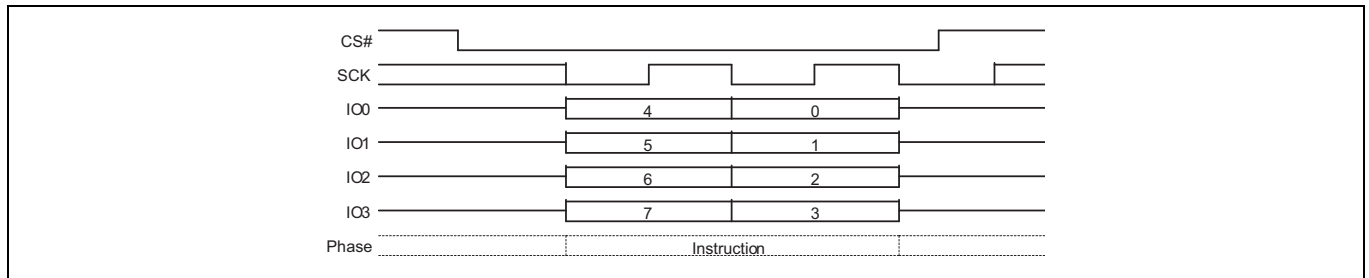 CS#
SCK
IO0 4 0
IO1 5 1
IO2 6 2
IO3 7 3
Phase Instruction